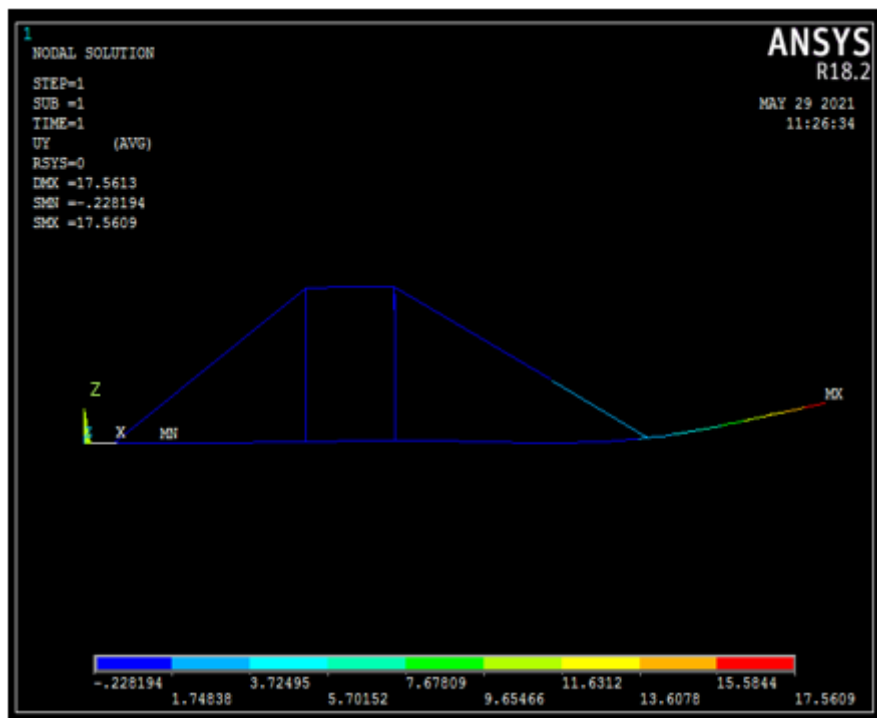 1
NODAL SOLUTION
STEP=1
SUB =1
TIME=1
UY (AVG)
RSYS=0
DMX =17.5613
SMN =-.228194
SMX =17.5609
ANSYS
R18.2
MAY 29 2021
11:26:34
MX
Z
X
MN
-.228194 3.72495 7.67809 11.6312 15.5844
1.74838 5.70152 9.65466 13.6078 17.5609